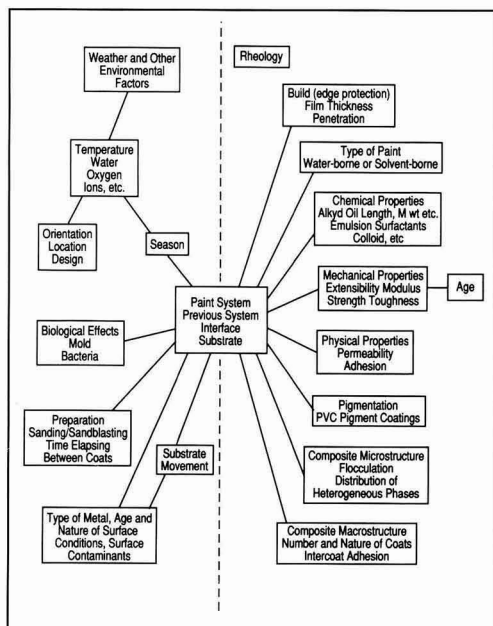 Weather and Other
Environmental
Factors
Rheology
Build (edge protection)
Film Thickness
Penetration
Temperature
Water
Oxygen
Ions, etc.
Type of Paint
Water-borne or Solvent-borne
Chemical Properties
Alkyd Oil Length, M wt etc.
Emulsion Surfactants
Colloid, etc
Orientation
Location
Design
Season
Mechanical Properties
Extensibility Modulus
Strength Toughness
Age
Paint System
Previous System
Interface
Substrate
Biological Effects
Mold
Bacteria
Physical Properties
Permeability
Adhesion
Pigmentation
PVC Pigment Coatings
Preparation
Sanding/Sandblasting
Time Elapsing
Between Coats
Substrate
Movement
Composite Microstructure
Flocculation
Distribution of
Heterogeneous Phases
Type of Metal, Age and
Nature of Surface
Conditions, Surface
Contaminants
Composite Macrostructure
Number and Nature of Coats
Intercoat Adhesion